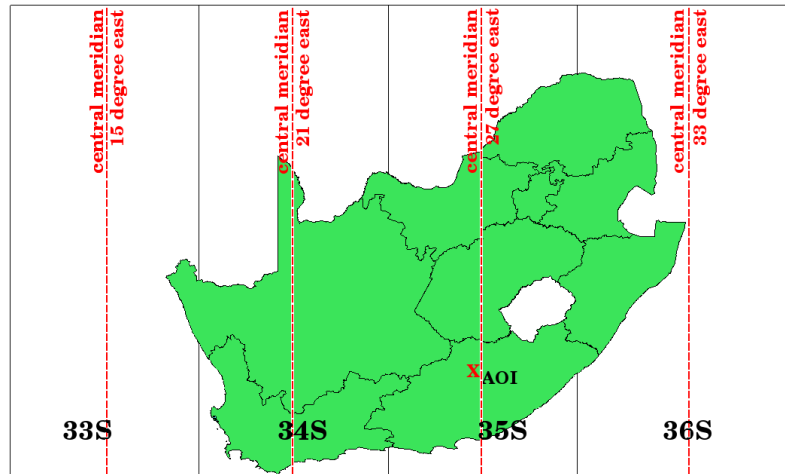 central meridian
15 degree east
central meridian
21 degree east
central meridian
27 degree east
central meridian
33 degree east
X
AOI
33S
34S
35S
36S